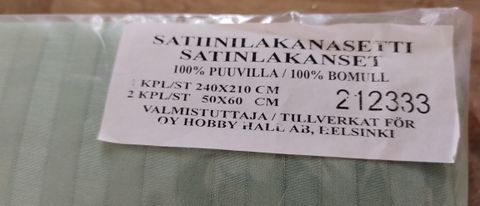 SATIINILAKANASETTI
SATINLAKANSET
100% PUUVILLA / 100% BOMULL
1 KPL/ST 240X210 CM
2 KPL/ST 50X60 CM
212333
VALMISTUTTAJA / TILLVERKAT FÖR
OY HOBBY HALL AB, HELSINKI